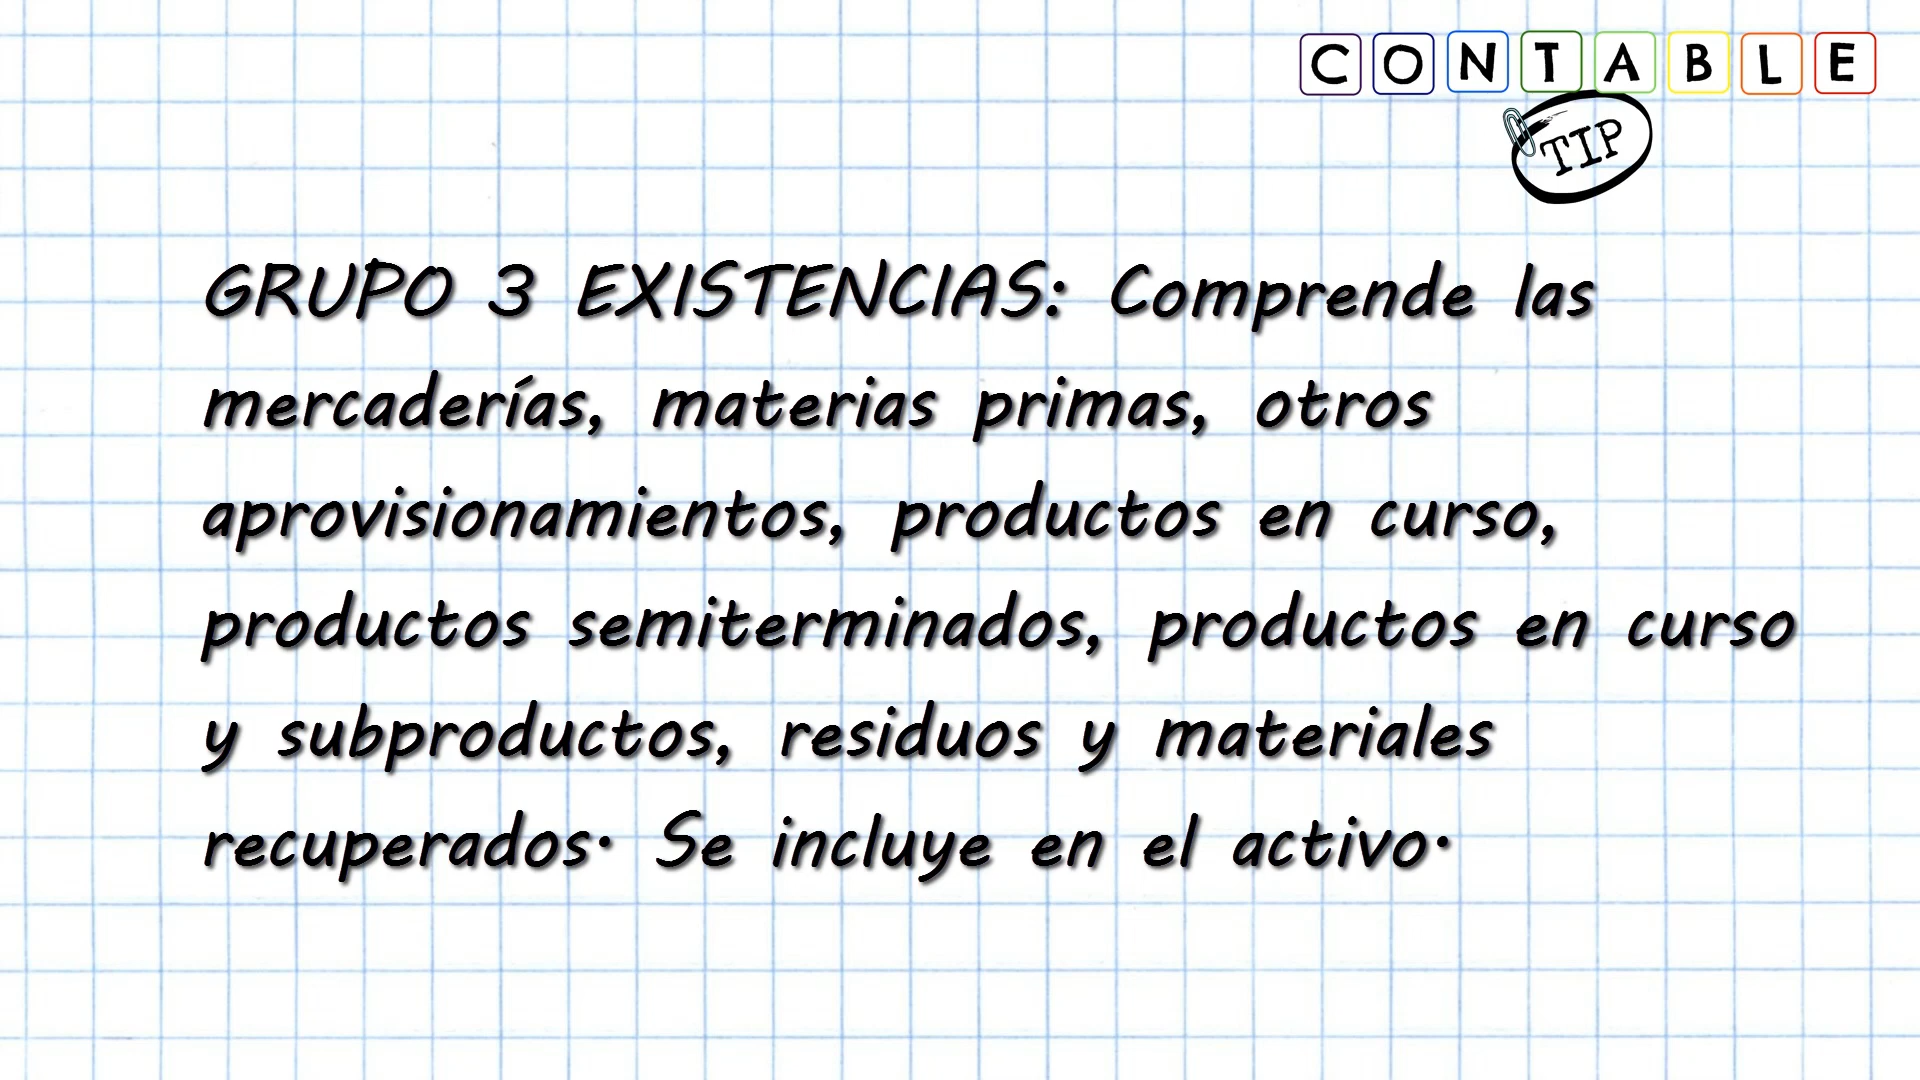 CONTABLE
TIP
GRUPO 3 EXISTENCIAS: Comprende las
mercaderías, materias primas, otros
aprovisionamientos, productos en curso,
productos semiterminados, productos en curso
y subproductos, residuos y materiales
recuperados. Se incluye en el activo.